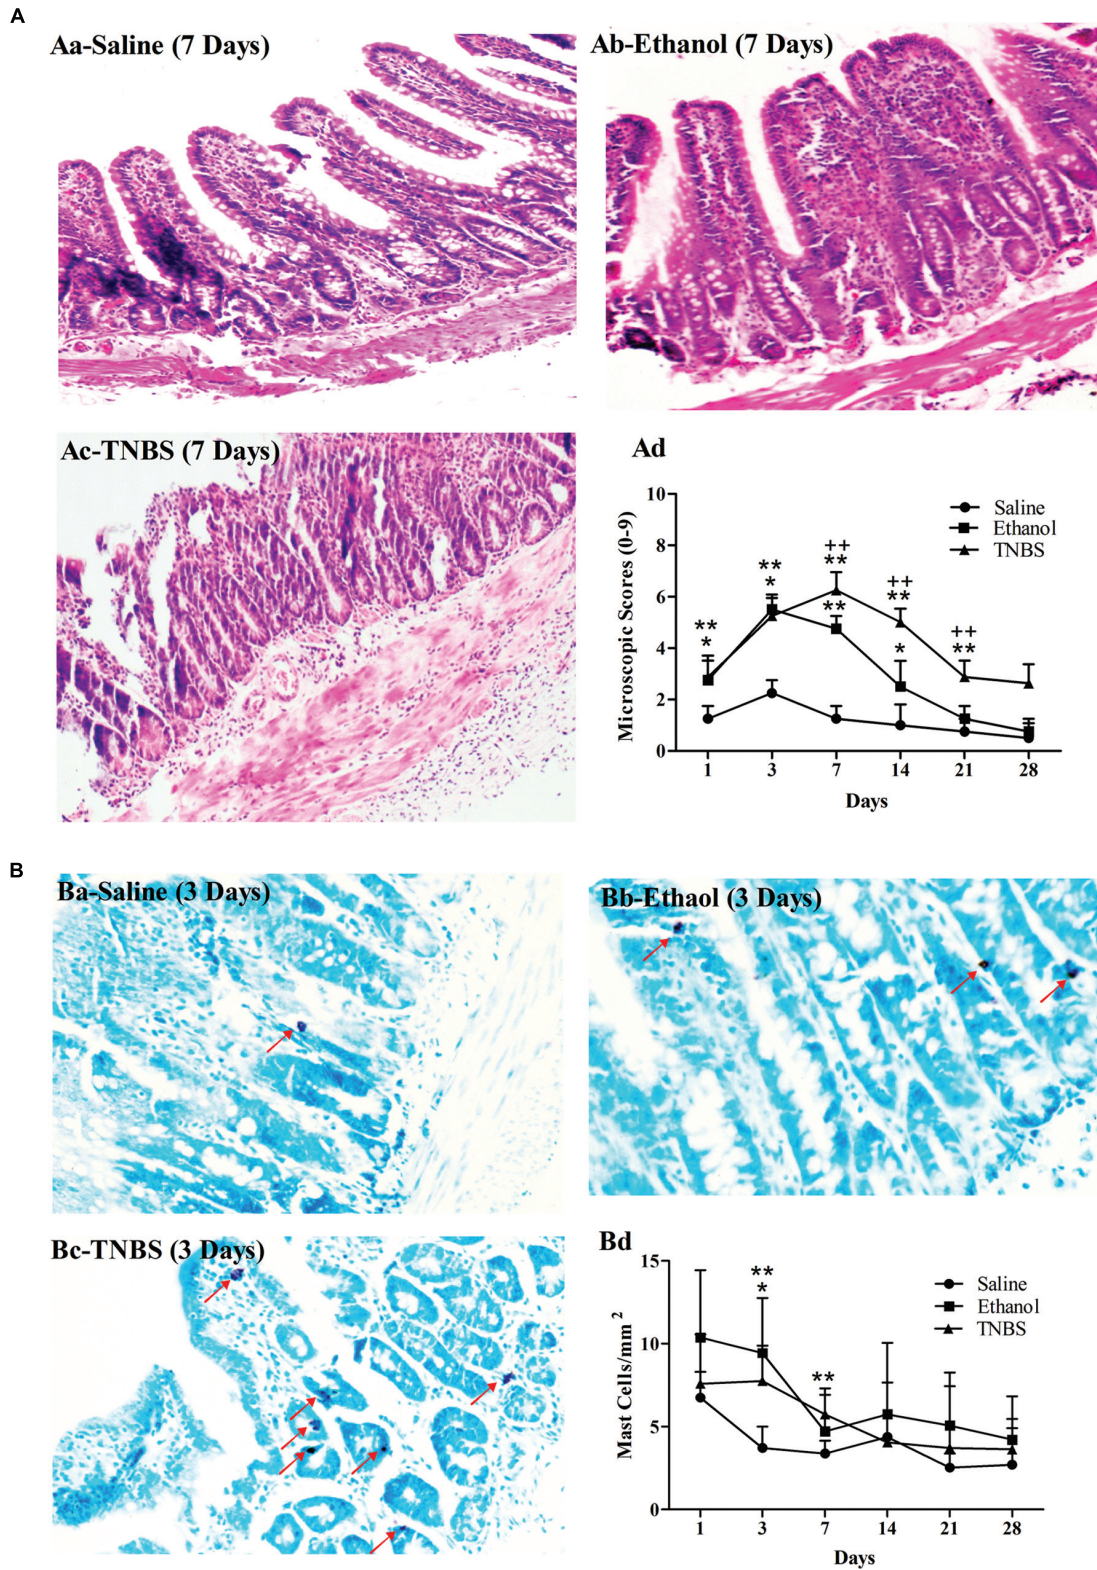 A
Aa-Saline (7 Days)
Ab-Ethanol (7 Days)
Ac-TNBS (7 Days)
Ad
Microscopic Scores (0-9)
10
8
6
4
2
0
Saline
Ethanol
TNBS
**
*
**
*
++
**
**
++
**
*
++
**
1 3 7 14 21 28
Days
B
Ba-Saline (3 Days)
Bb-Ethaol (3 Days)
Bc-TNBS (3 Days)
Bd
Mast Cells/mm²
15
10
5
0
Saline
Ethanol
TNBS
**
*
**
1 3 7 14 21 28
Days